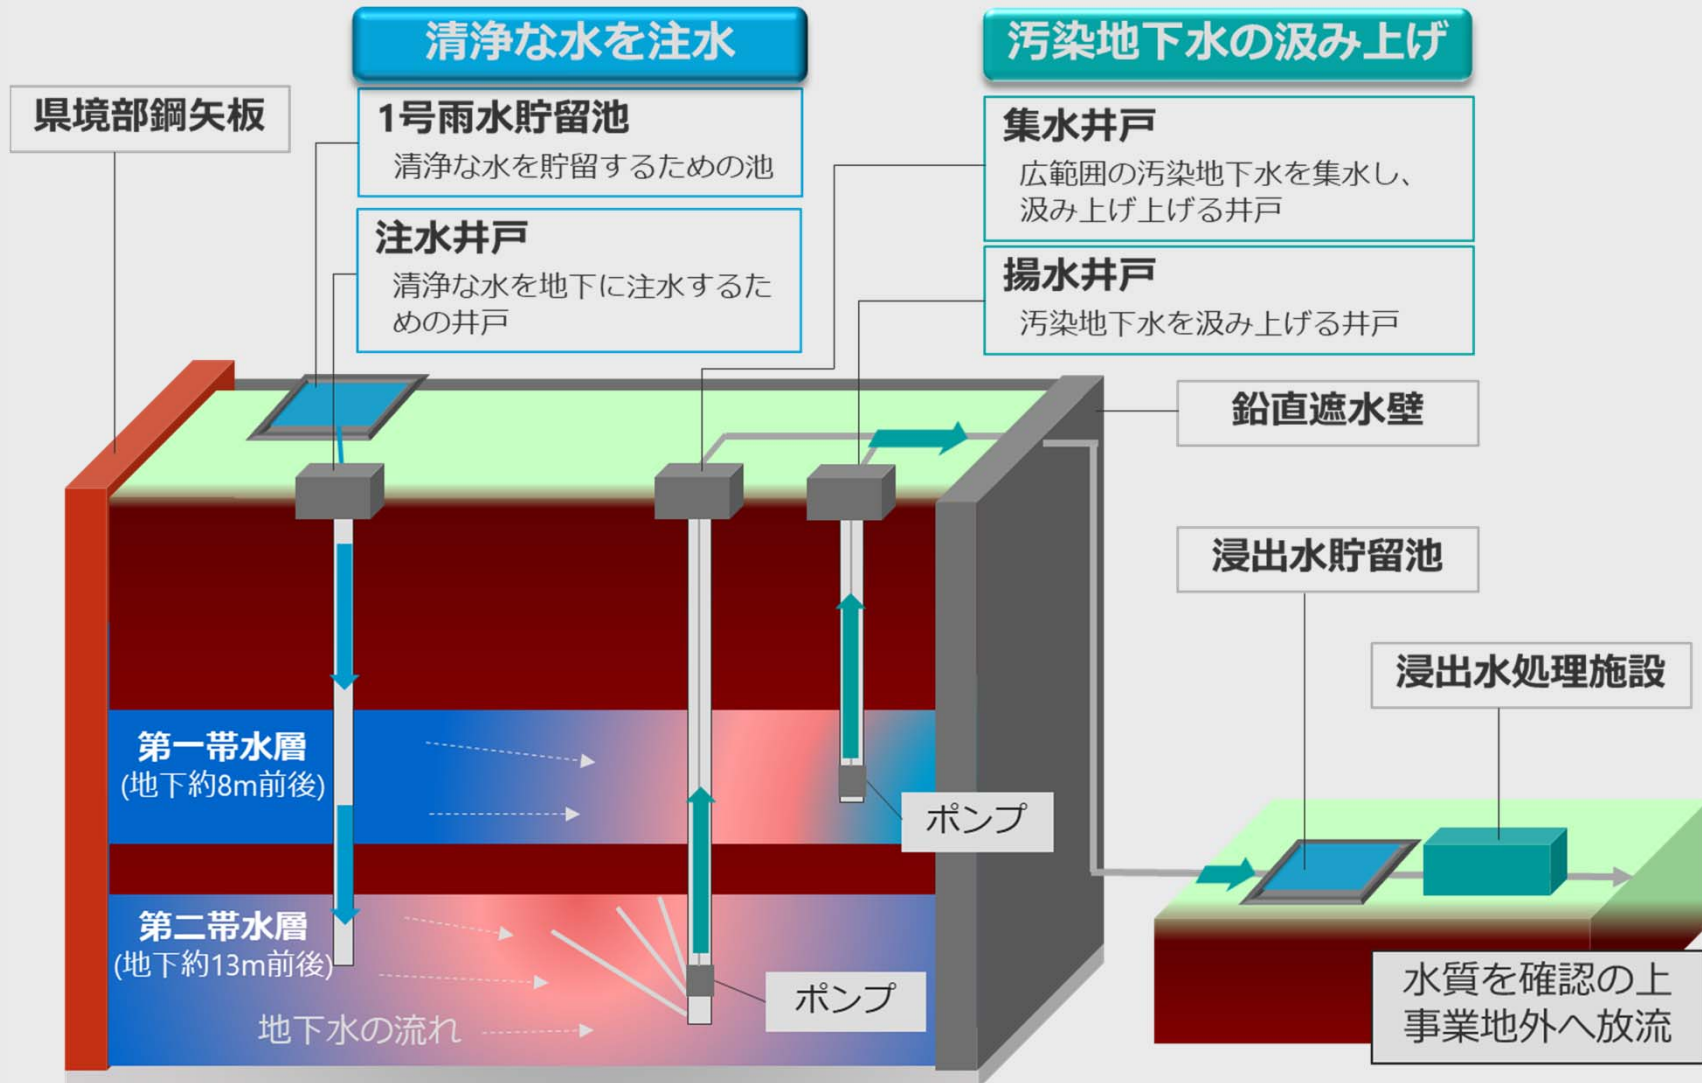 清浄な水を注水
汚染地下水の汲み上げ
県境部鋼矢板
1号雨水貯留池
清浄な水を貯留するための池
注水井戸
清浄な水を地下に注水するた
めの井戸
集水井戸
広範囲の汚染地下水を集水し、
汲み上げ上げる井戸
揚水井戸
汚染地下水を汲み上げる井戸
鉛直遮水壁
浸出水貯留池
浸出水処理施設
第一帯水層
(地下約8m前後)
ポンプ
第二帯水層
(地下約13m前後)
ポンプ
地下水の流れ
水質を確認の上
事業地外へ放流